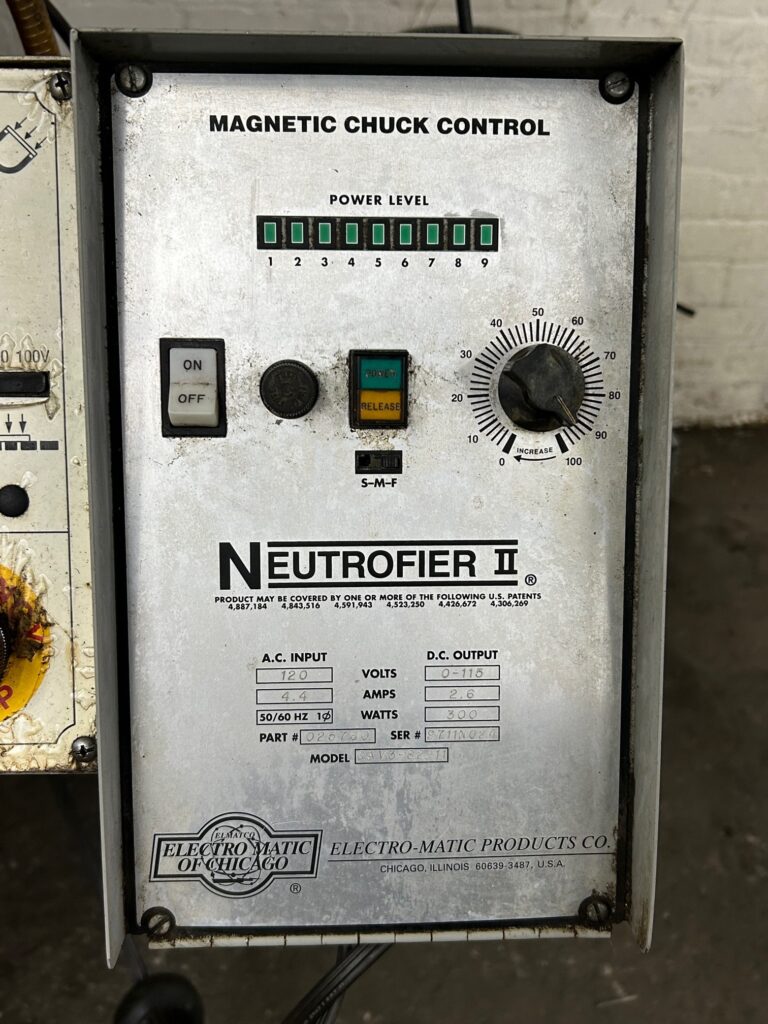 MAGNETIC CHUCK CONTROL
POWER LEVEL
1 2 3 4 5 6 7 8 9
100V
ON
OFF
POWER
RELEASE
S–M–F
0 10 20 30 40 50 60 70 80 90 100
INCREASE
NEUTROFIER II ®
PRODUCT MAY BE COVERED BY ONE OR MORE OF THE FOLLOWING U.S. PATENTS
4,887,184 4,843,516 4,591,943 4,523,250 4,426,672 4,306,269
A.C. INPUT D.C. OUTPUT
120 VOLTS 0-115
4.4 AMPS 2.6
50/60 HZ 1ϕ WATTS 300
PART # SER #
MODEL
ELMATCO
ELECTRO MATIC
OF CHICAGO
®
ELECTRO-MATIC PRODUCTS CO.
CHICAGO, ILLINOIS 60639-3487, U.S.A.